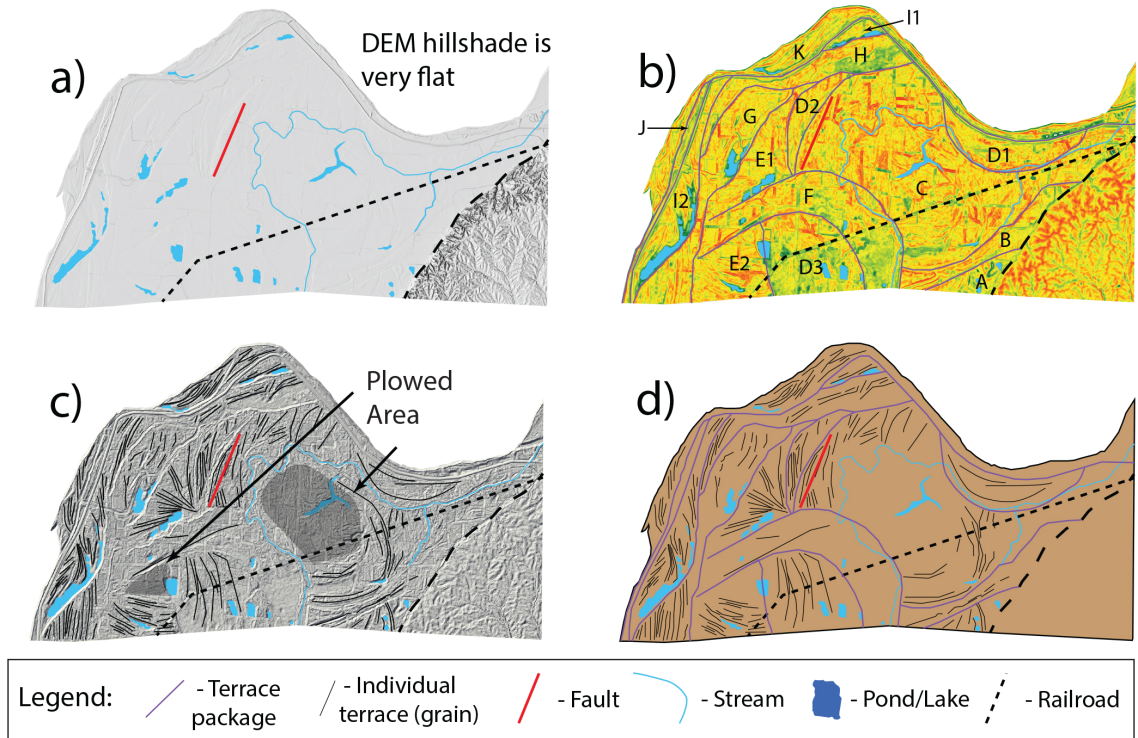 a)
DEM hillshade is
very flat
b)
I1
K
H
J
G
D2
E1
D1
I2
F
C
B
E2
D3
A
c)
Plowed
Area
d)
Legend:
- Terrace
package
- Individual
terrace (grain)
- Fault
- Stream
- Pond/Lake
- Railroad